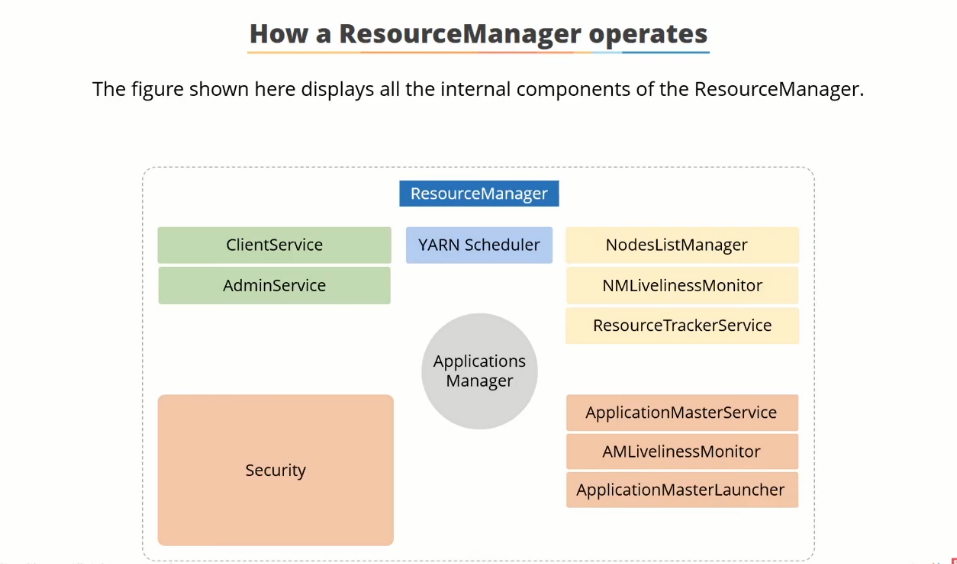 How a ResourceManager operates
The figure shown here displays all the internal components of the ResourceManager.
ResourceManager
ClientService
YARN Scheduler
NodesListManager
AdminService
NMLivelinessMonitor
ResourceTrackerService
Applications
Manager
ApplicationMasterService
AMLivelinessMonitor
Security
ApplicationMasterLauncher